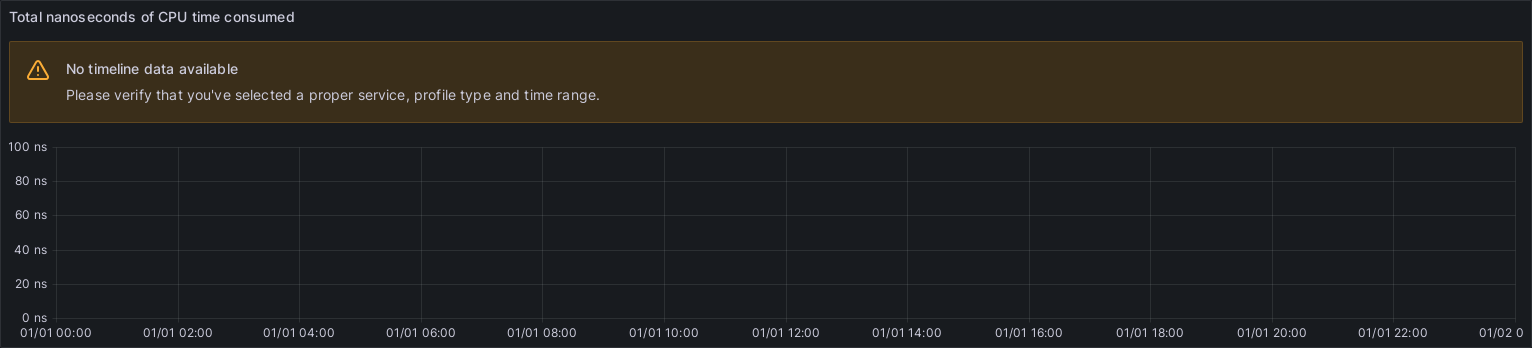 Total nanoseconds of CPU time consumed
No timeline data available
Please verify that you've selected a proper service, profile type and time range.
100 ns
80 ns
60 ns
40 ns
20 ns
0 ns
01/01 00:00 01/01 02:00 01/01 04:00 01/01 06:00 01/01 08:00 01/01 10:00 01/01 12:00 01/01 14:00 01/01 16:00 01/01 18:00 01/01 20:00 01/01 22:00 01/02 0